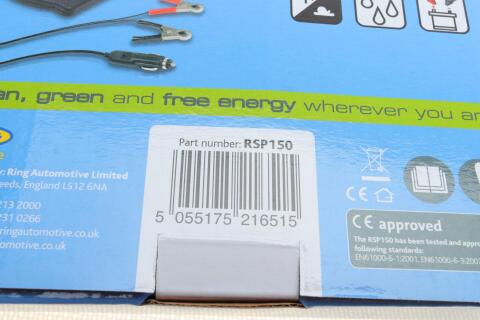 an, green and free energy wherever you an
Part number: RSP150
5 055175 216515
: Ring Automotive Limited
eeds, England LS12 6NA
213 2000
231 0266
ringautomotive.co.uk
tomotive.co.uk
CE
CE approved
The RSP150 has been tested and appro
following standards:
EN61000-6-1:2001, EN61000-6-3:2007